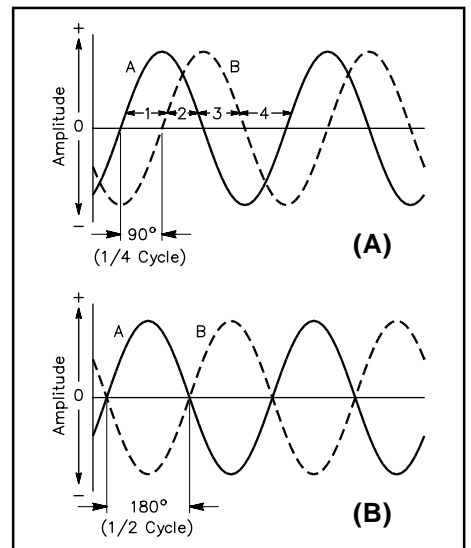 +
A
B
Amplitude
0
1 2 3 4
−
90°
(1/4 Cycle)
(A)
+
A
B
Amplitude
0
−
180°
(1/2 Cycle)
(B)